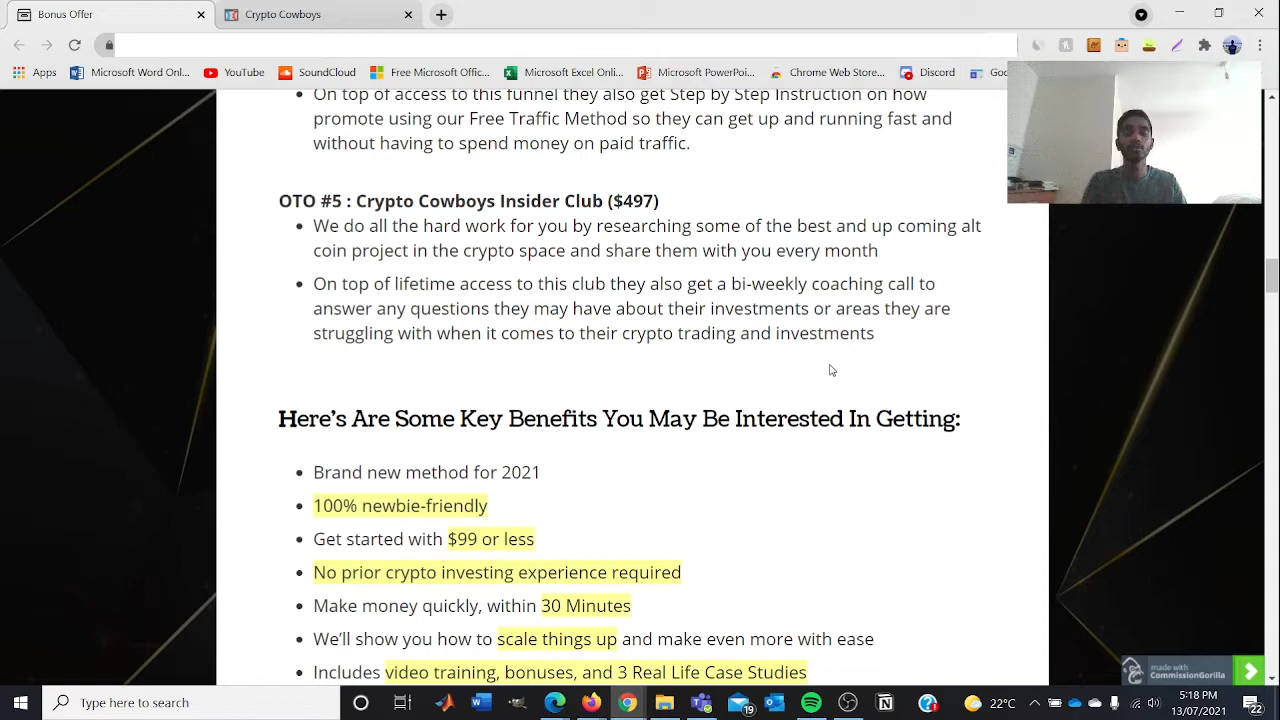 Bonus Offer
Crypto Cowboys
Apps
Microsoft Word Onl...
YouTube
SoundCloud
Free Microsoft Offic...
Microsoft Excel Onl...
Microsoft PowerPoi...
Chrome Web Store...
Discord
Goo
On top of access to this funnel they also get Step by Step Instruction on how
promote using our Free Traffic Method so they can get up and running fast and
without having to spend money on paid traffic.
OTO #5 : Crypto Cowboys Insider Club ($497)
We do all the hard work for you by researching some of the best and up coming alt
coin project in the crypto space and share them with you every month
On top of lifetime access to this club they also get a bi-weekly coaching call to
answer any questions they may have about their investments or areas they are
struggling with when it comes to their crypto trading and investments
Here's Are Some Key Benefits You May Be Interested In Getting:
Brand new method for 2021
100% newbie-friendly
Get started with $99 or less
No prior crypto investing experience required
Make money quickly, within 30 Minutes
We'll show you how to scale things up and make even more with ease
Includes video training, bonuses, and 3 Real Life Case Studies
made with
CommissionGorilla
Type here to search
19
22°C
5:18 PM
13/07/2021
22